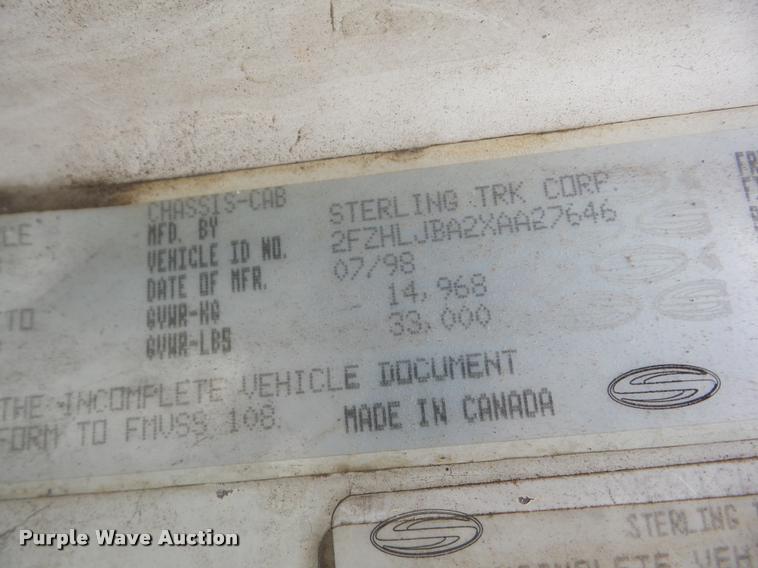 CHASSIS-CAB
MFD. BY STERLING TRK CORP.
VEHICLE ID NO. 2FZHLJBA2XAA27646
DATE OF MFR. 07/98
GVWR-KG 14,968
TO GVWR-LBS 33,000
THE INCOMPLETE VEHICLE DOCUMENT
FORM TO FMVSS 108. MADE IN CANADA
STERLING
Purple Wave Auction